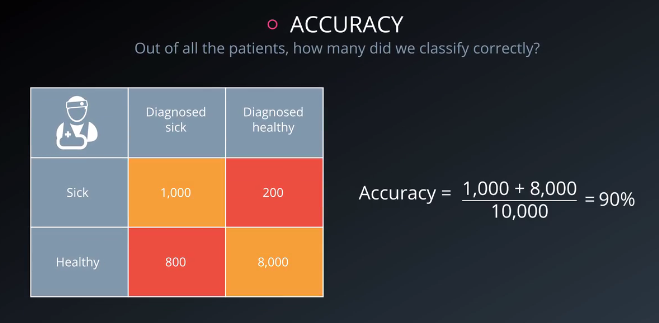 ACCURACY
Out of all the patients, how many did we classify correctly?
Diagnosed sick
Diagnosed healthy
Sick
1,000
200
Healthy
800
8,000
Accuracy = 1,000 + 8,000 / 10,000 = 90%